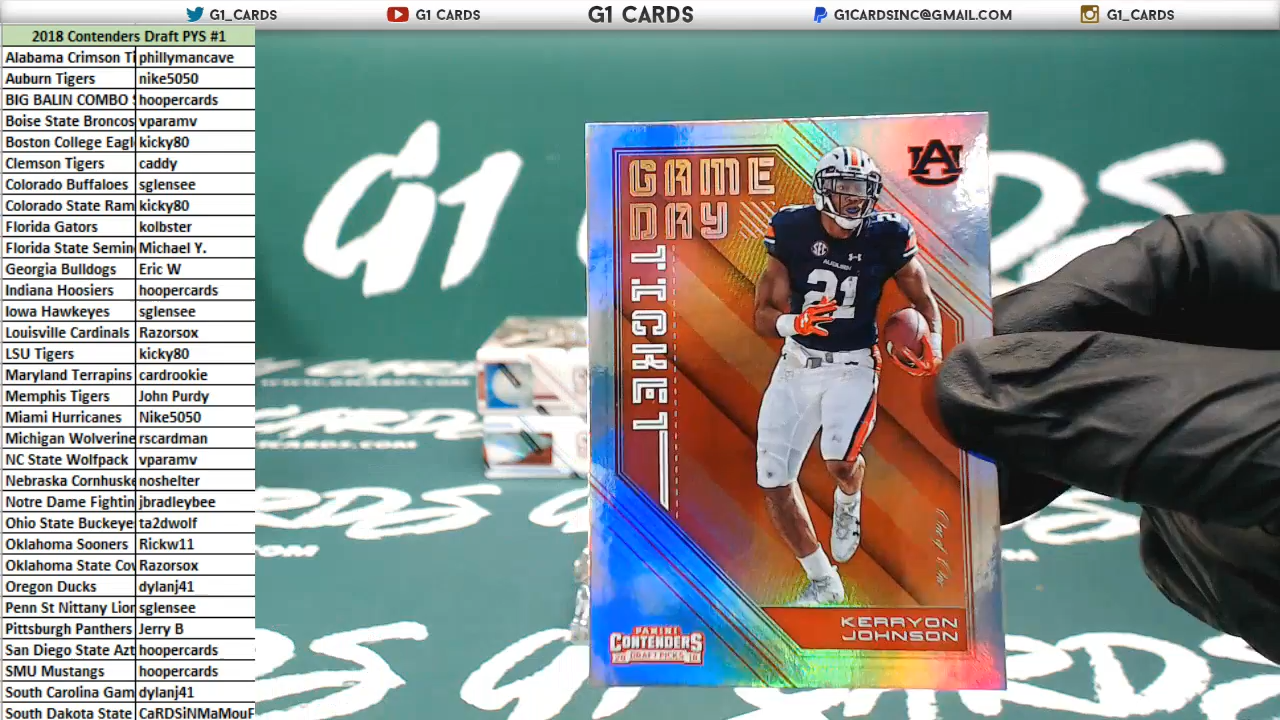 G1_CARDS
G1 CARDS
G1 CARDS
G1CARDSINC@GMAIL.COM
G1_CARDS
2018 Contenders Draft PYS #1
Alabama Crimson Ti phillymancave
Auburn Tigers nike5050
BIG BALIN COMBO hoopercards
Boise State Broncos vparamv
Boston College Eagl kicky80
Clemson Tigers caddy
Colorado Buffaloes sglensee
Colorado State Ram kicky80
Florida Gators kolbster
Florida State Semin Michael Y.
Georgia Bulldogs Eric W
Indiana Hoosiers hoopercards
Iowa Hawkeyes sglensee
Louisville Cardinals Razorsox
LSU Tigers kicky80
Maryland Terrapins cardrookie
Memphis Tigers John Purdy
Miami Hurricanes Nike5050
Michigan Wolverine rscardman
NC State Wolfpack vparamv
Nebraska Cornhuske noshelter
Notre Dame Fightin jbradleybee
Ohio State Buckeye ta2dwolf
Oklahoma Sooners Rickw11
Oklahoma State Cov Razorsox
Oregon Ducks dylanj41
Penn St Nittany Lion sglensee
Pittsburgh Panthers Jerry B
San Diego State Azt hoopercards
SMU Mustangs hoopercards
South Carolina Gam dylanj41
South Dakota State CaRDSiNMaMouF
GAME
DAY
TICKET
AU
SEC
AUBURN
21
KERRYON
JOHNSON
PANINI
CONTENDERS
20 DRAFT PICKS 18
G1